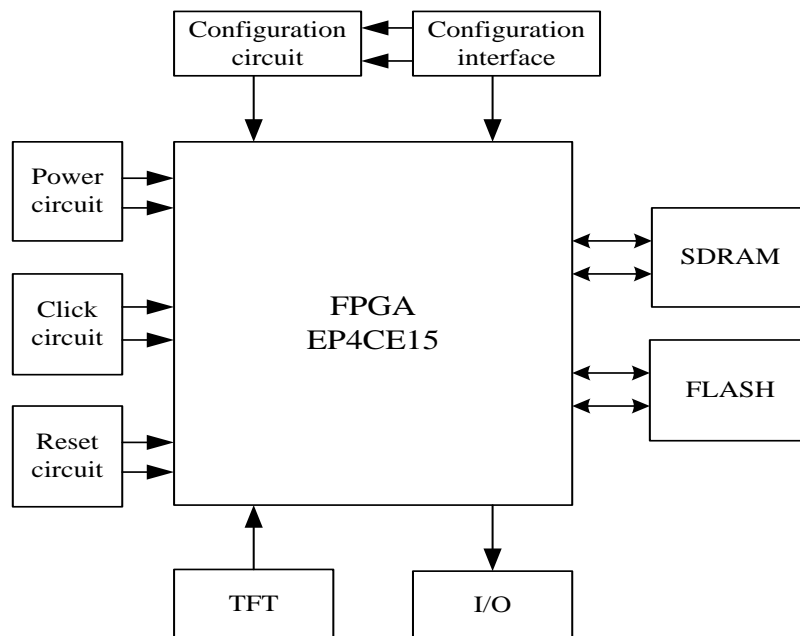 Configuration
circuit
Configuration
interface
Power
circuit
Click
circuit
Reset
circuit
FPGA
EP4CE15
SDRAM
FLASH
TFT
I/O